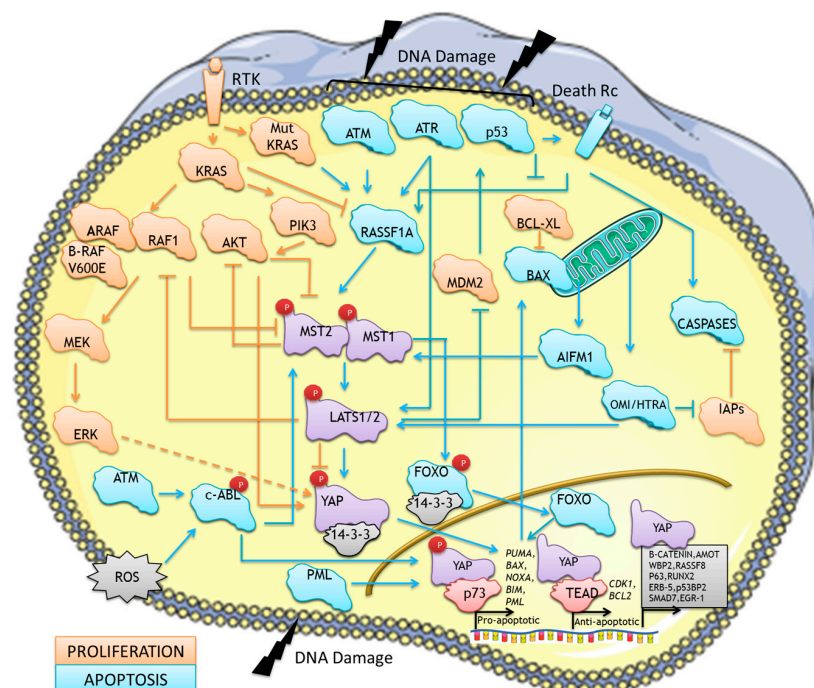 DNA Damage
RTK
Death Rc
Mut
KRAS
ATM
ATR
p53
KRAS
ARAF
RAF1
B-RAF
V600E
AKT
PIK3
RASSF1A
BCL-XL
BAX
MDM2
P
P
MST2
MST1
CASPASES
MEK
AIFM1
P
LATS1/2
OMI/HTRA
IAPs
ERK
ATM
c-ABL
P
P
YAP
14-3-3
FOXO
P
14-3-3
FOXO
ROS
PML
P
YAP
p73
PUMA,
BAX,
NOXA,
BIM,
PML
Pro-apoptotic
YAP
TEAD
CDK1,
BCL2
Anti-apoptotic
YAP
B-CATENIN,AMOT
WBP2,RASSF8
P63,RUNX2
ERB-5,p53BP2
SMAD7,EGR-1
DNA Damage
PROLIFERATION
APOPTOSIS